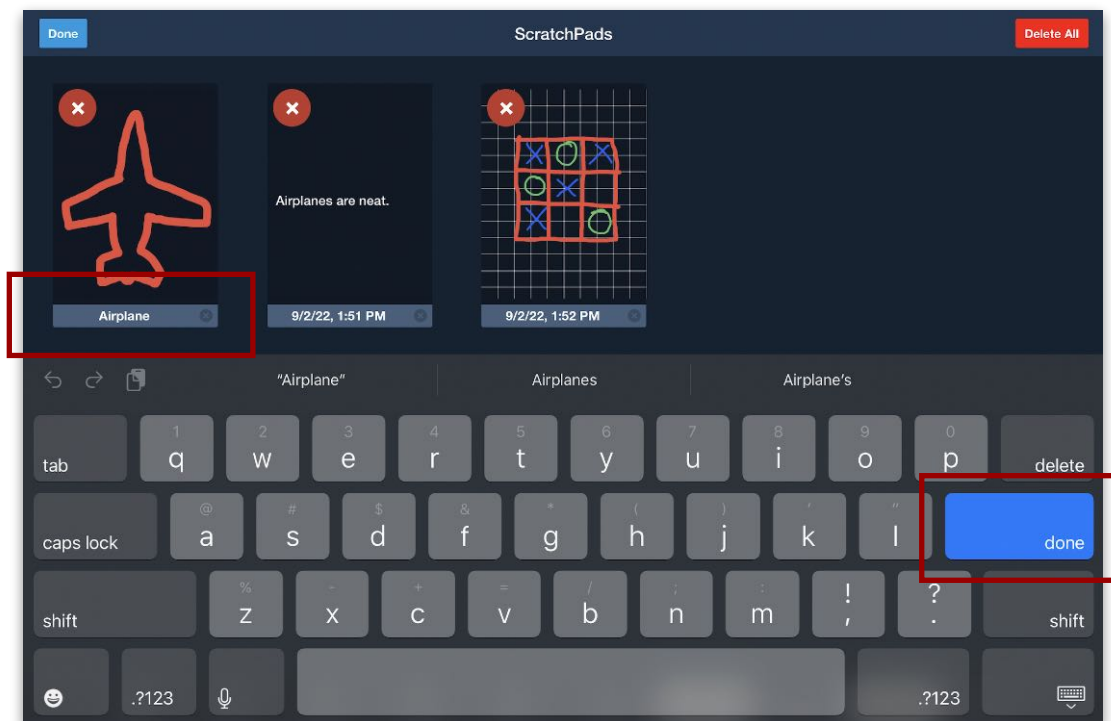 Done ScratchPads Delete All
Airplanes are neat.
Airplane 9/2/22, 1:51 PM 9/2/22, 1:52 PM
“Airplane” Airplanes Airplane’s
1 2 3 4 5 6 7 8 9 0
tab q w e r t y u i o p delete
@ # $ & * ( ) ' "
caps lock a s d f g h j k l done
% - + = / ; : ! ?
shift z x c v b n m , . shift
.?123 .?123